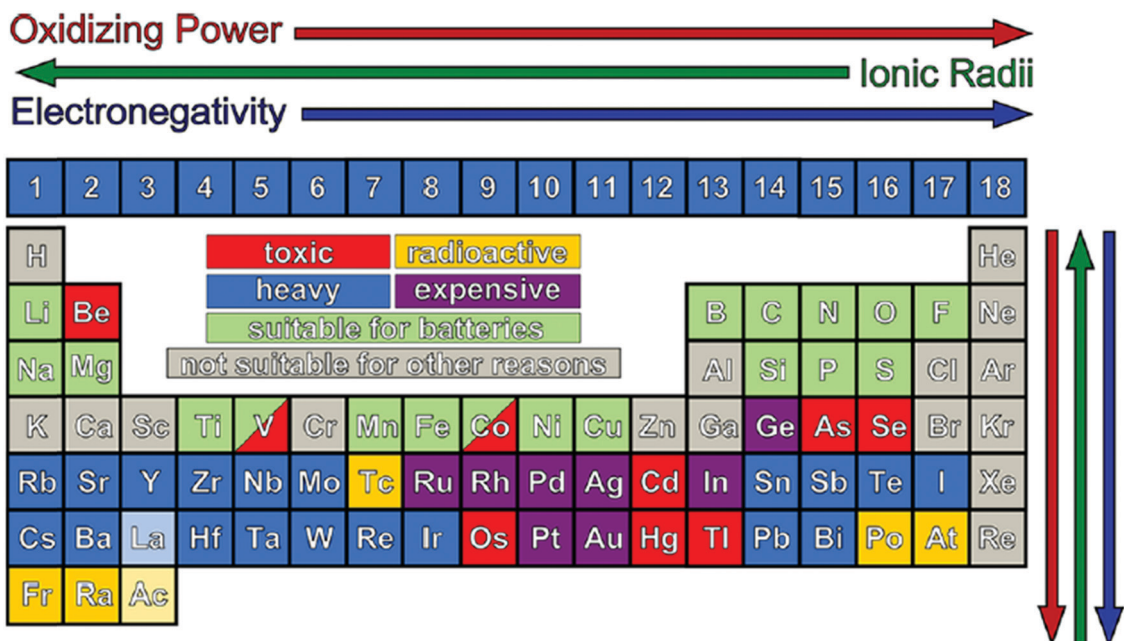 Oxidizing Power
Ionic Radii
Electronegativity
1 2 3 4 5 6 7 8 9 10 11 12 13 14 15 16 17 18
H toxic radioactive He
heavy expensive
Li Be suitable for batteries B C N O F Ne
not suitable for other reasons
Na Mg Al Si P S Cl Ar
K Ca Sc Ti V Cr Mn Fe Co Ni Cu Zn Ga Ge As Se Br Kr
Rb Sr Y Zr Nb Mo Tc Ru Rh Pd Ag Cd In Sn Sb Te I Xe
Cs Ba La Hf Ta W Re Ir Os Pt Au Hg Tl Pb Bi Po At Re
Fr Ra Ac